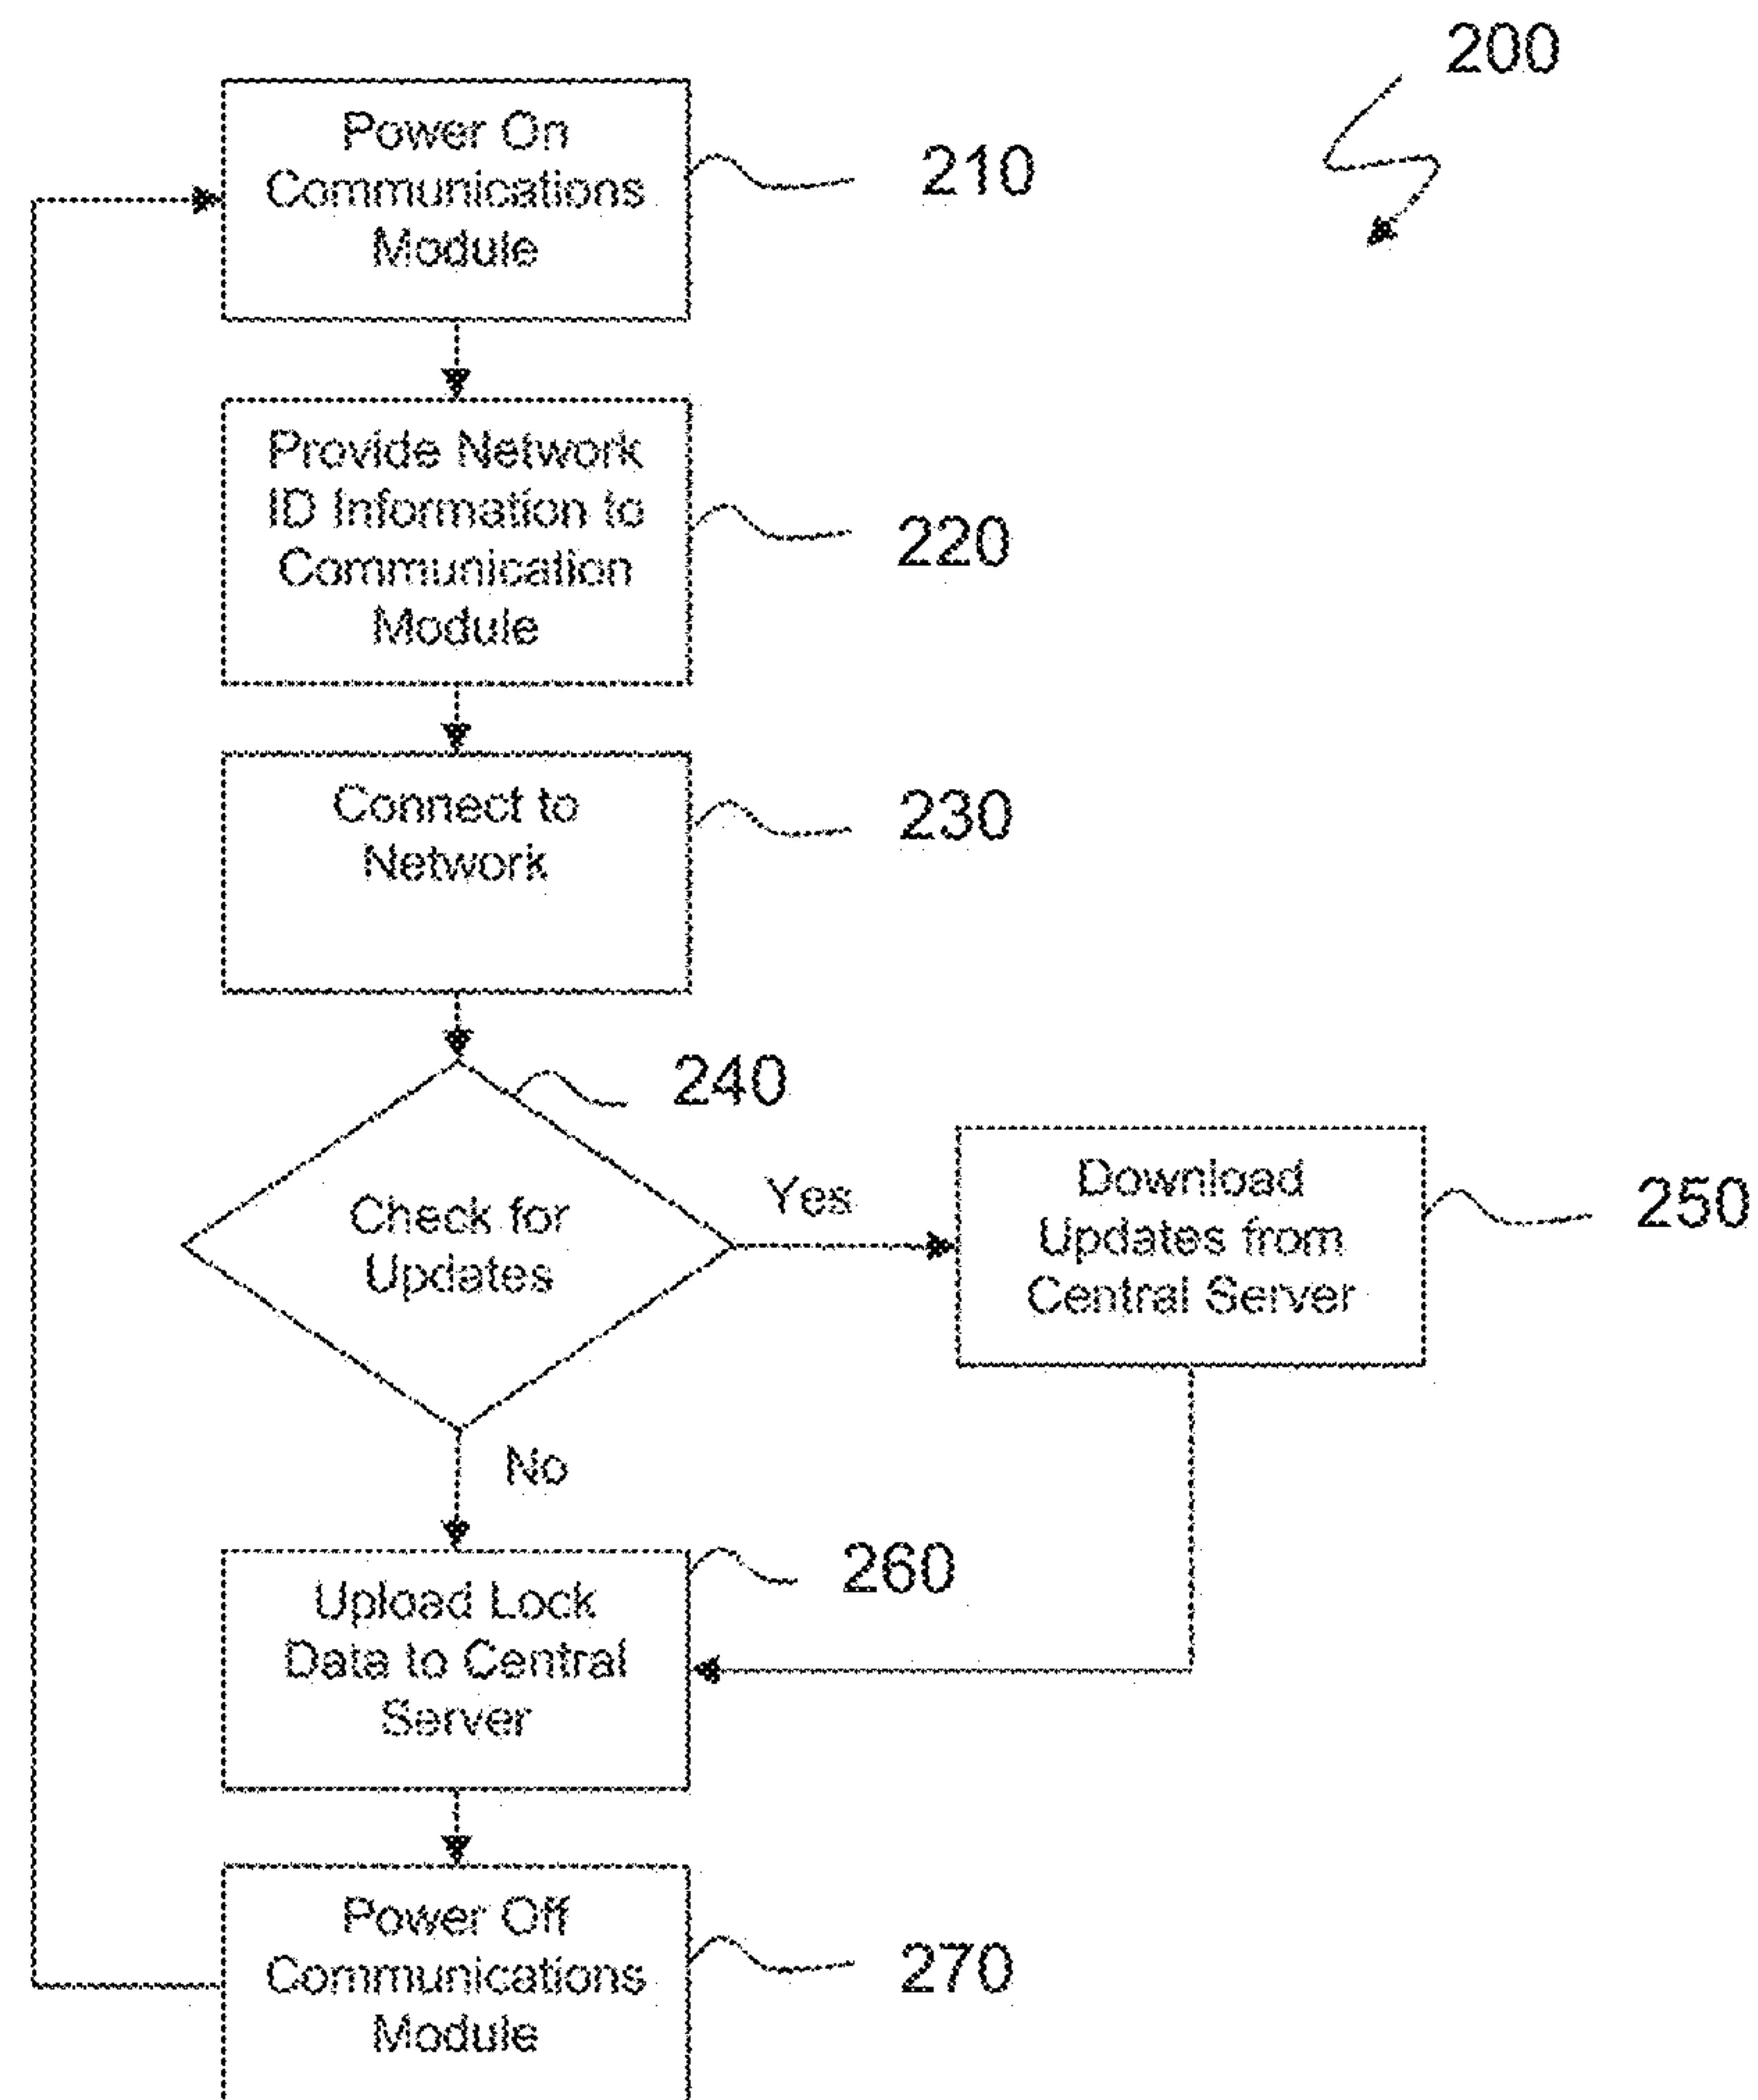 200
Power On
Communications
Module
210
Provide Network
ID Information to
Communication
Module
220
Connect to
Network
230
240
Check for
Updates
Yes
Download
Updates from
Central Server
250
No
Upload Lock
Data to Central
Server
260
Power Off
Communications
Module
270